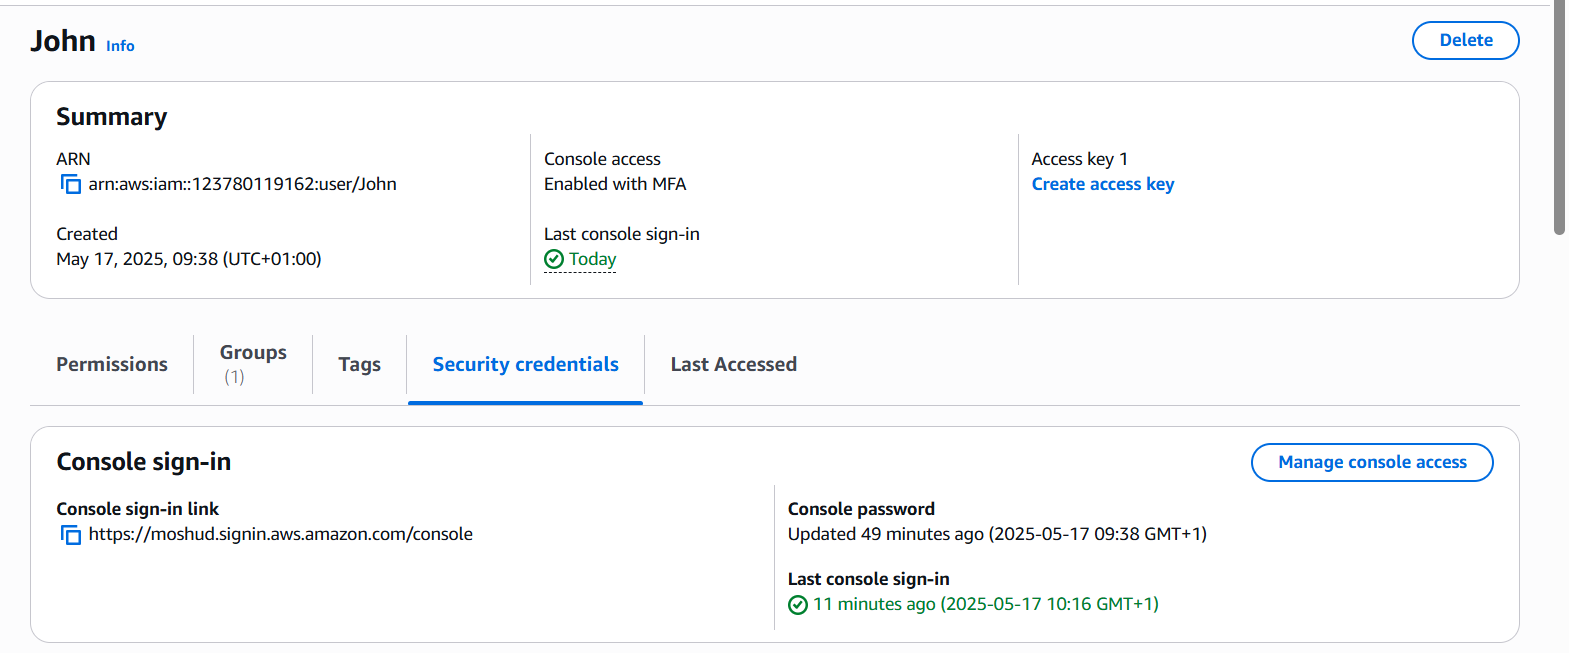 John Info
Delete
Summary
ARN
arn:aws:iam::123780119162:user/John
Created
May 17, 2025, 09:38 (UTC+01:00)
Console access
Enabled with MFA
Last console sign-in
Today
Access key 1
Create access key
Permissions
Groups
(1)
Tags
Security credentials
Last Accessed
Console sign-in
Manage console access
Console sign-in link
https://moshud.signin.aws.amazon.com/console
Console password
Updated 49 minutes ago (2025-05-17 09:38 GMT+1)
Last console sign-in
11 minutes ago (2025-05-17 10:16 GMT+1)